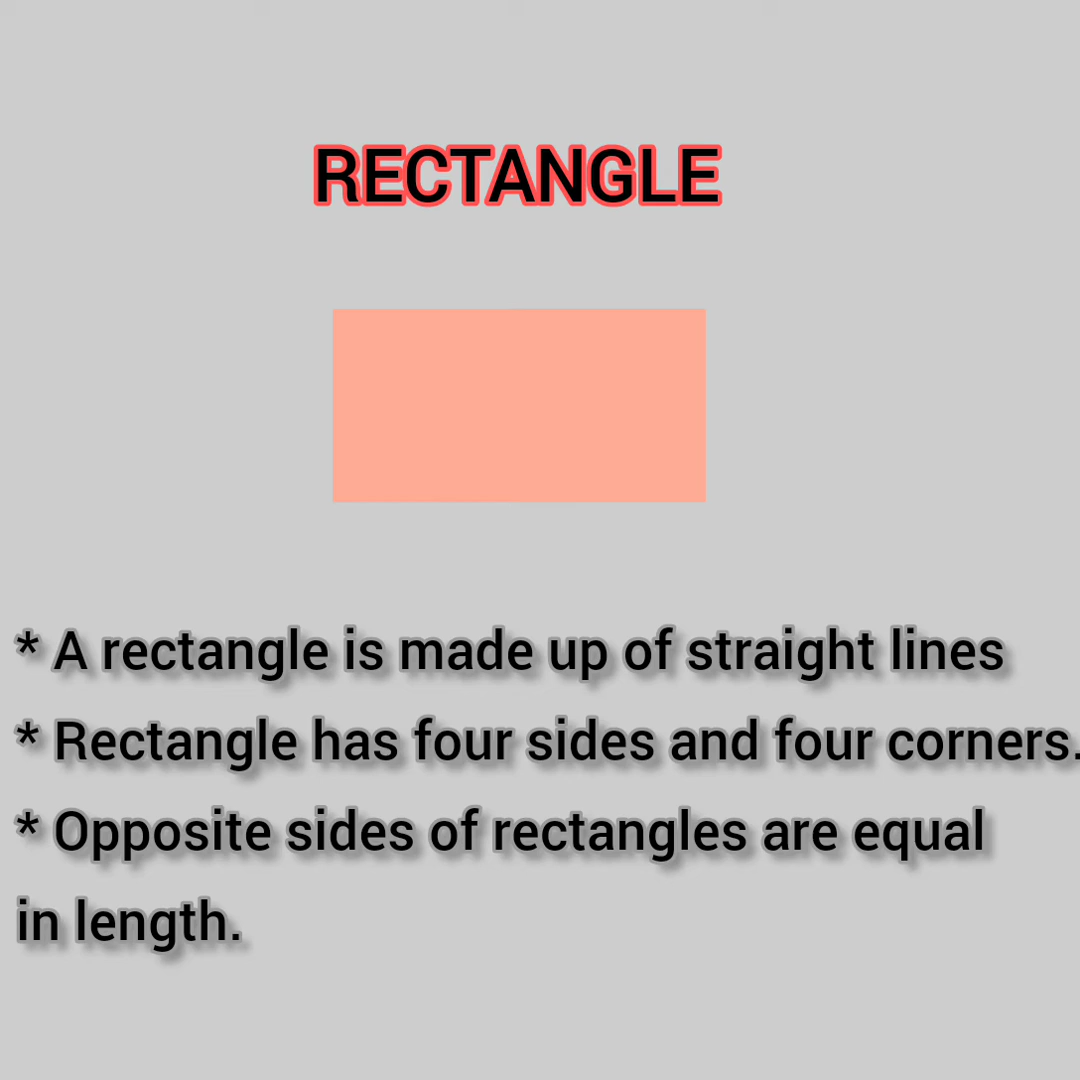 RECTANGLE
* A rectangle is made up of straight lines
* Rectangle has four sides and four corners.
* Opposite sides of rectangles are equal
in length.